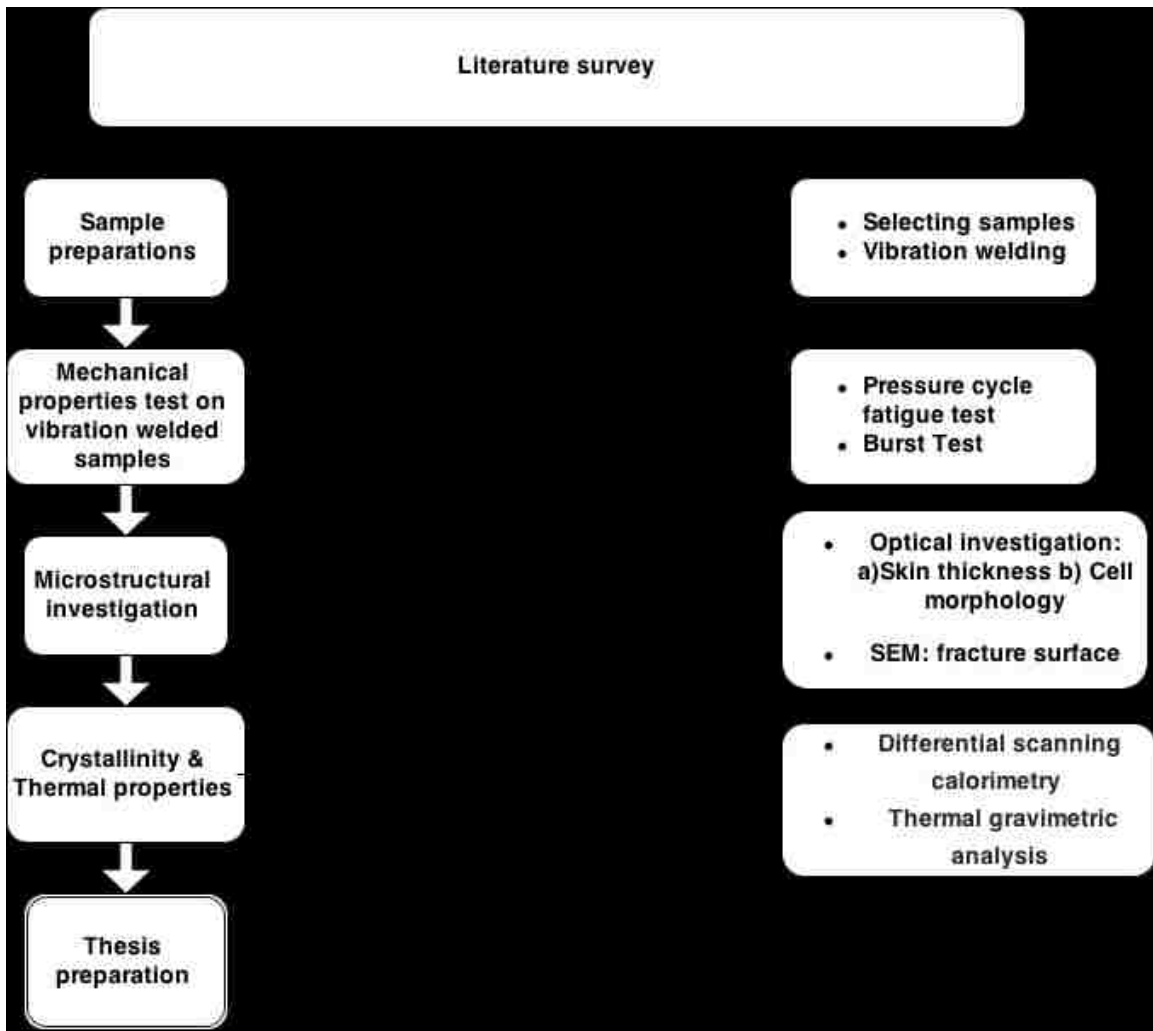 Literature survey
Sample
preparations
• Selecting samples
• Vibration welding
Mechanical
properties test on
vibration welded
samples
• Pressure cycle
fatigue test
• Burst Test
Microstructural
investigation
• Optical investigation:
a)Skin thickness b) Cell
morphology
• SEM: fracture surface
Crystallinity &
Thermal properties
• Differential scanning
calorimetry
• Thermal gravimetric
analysis
Thesis
preparation